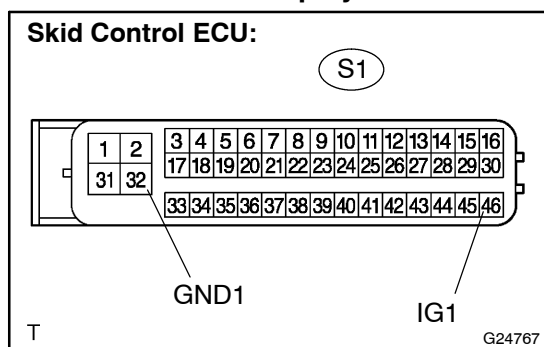 Skid Control ECU:
S1
1 2 3 4 5 6 7 8 9 10 11 12 13 14 15 16
17 18 19 20 21 22 23 24 25 26 27 28 29 30
31 32
33 34 35 36 37 38 39 40 41 42 43 44 45 46
GND1
IG1
T
G24767